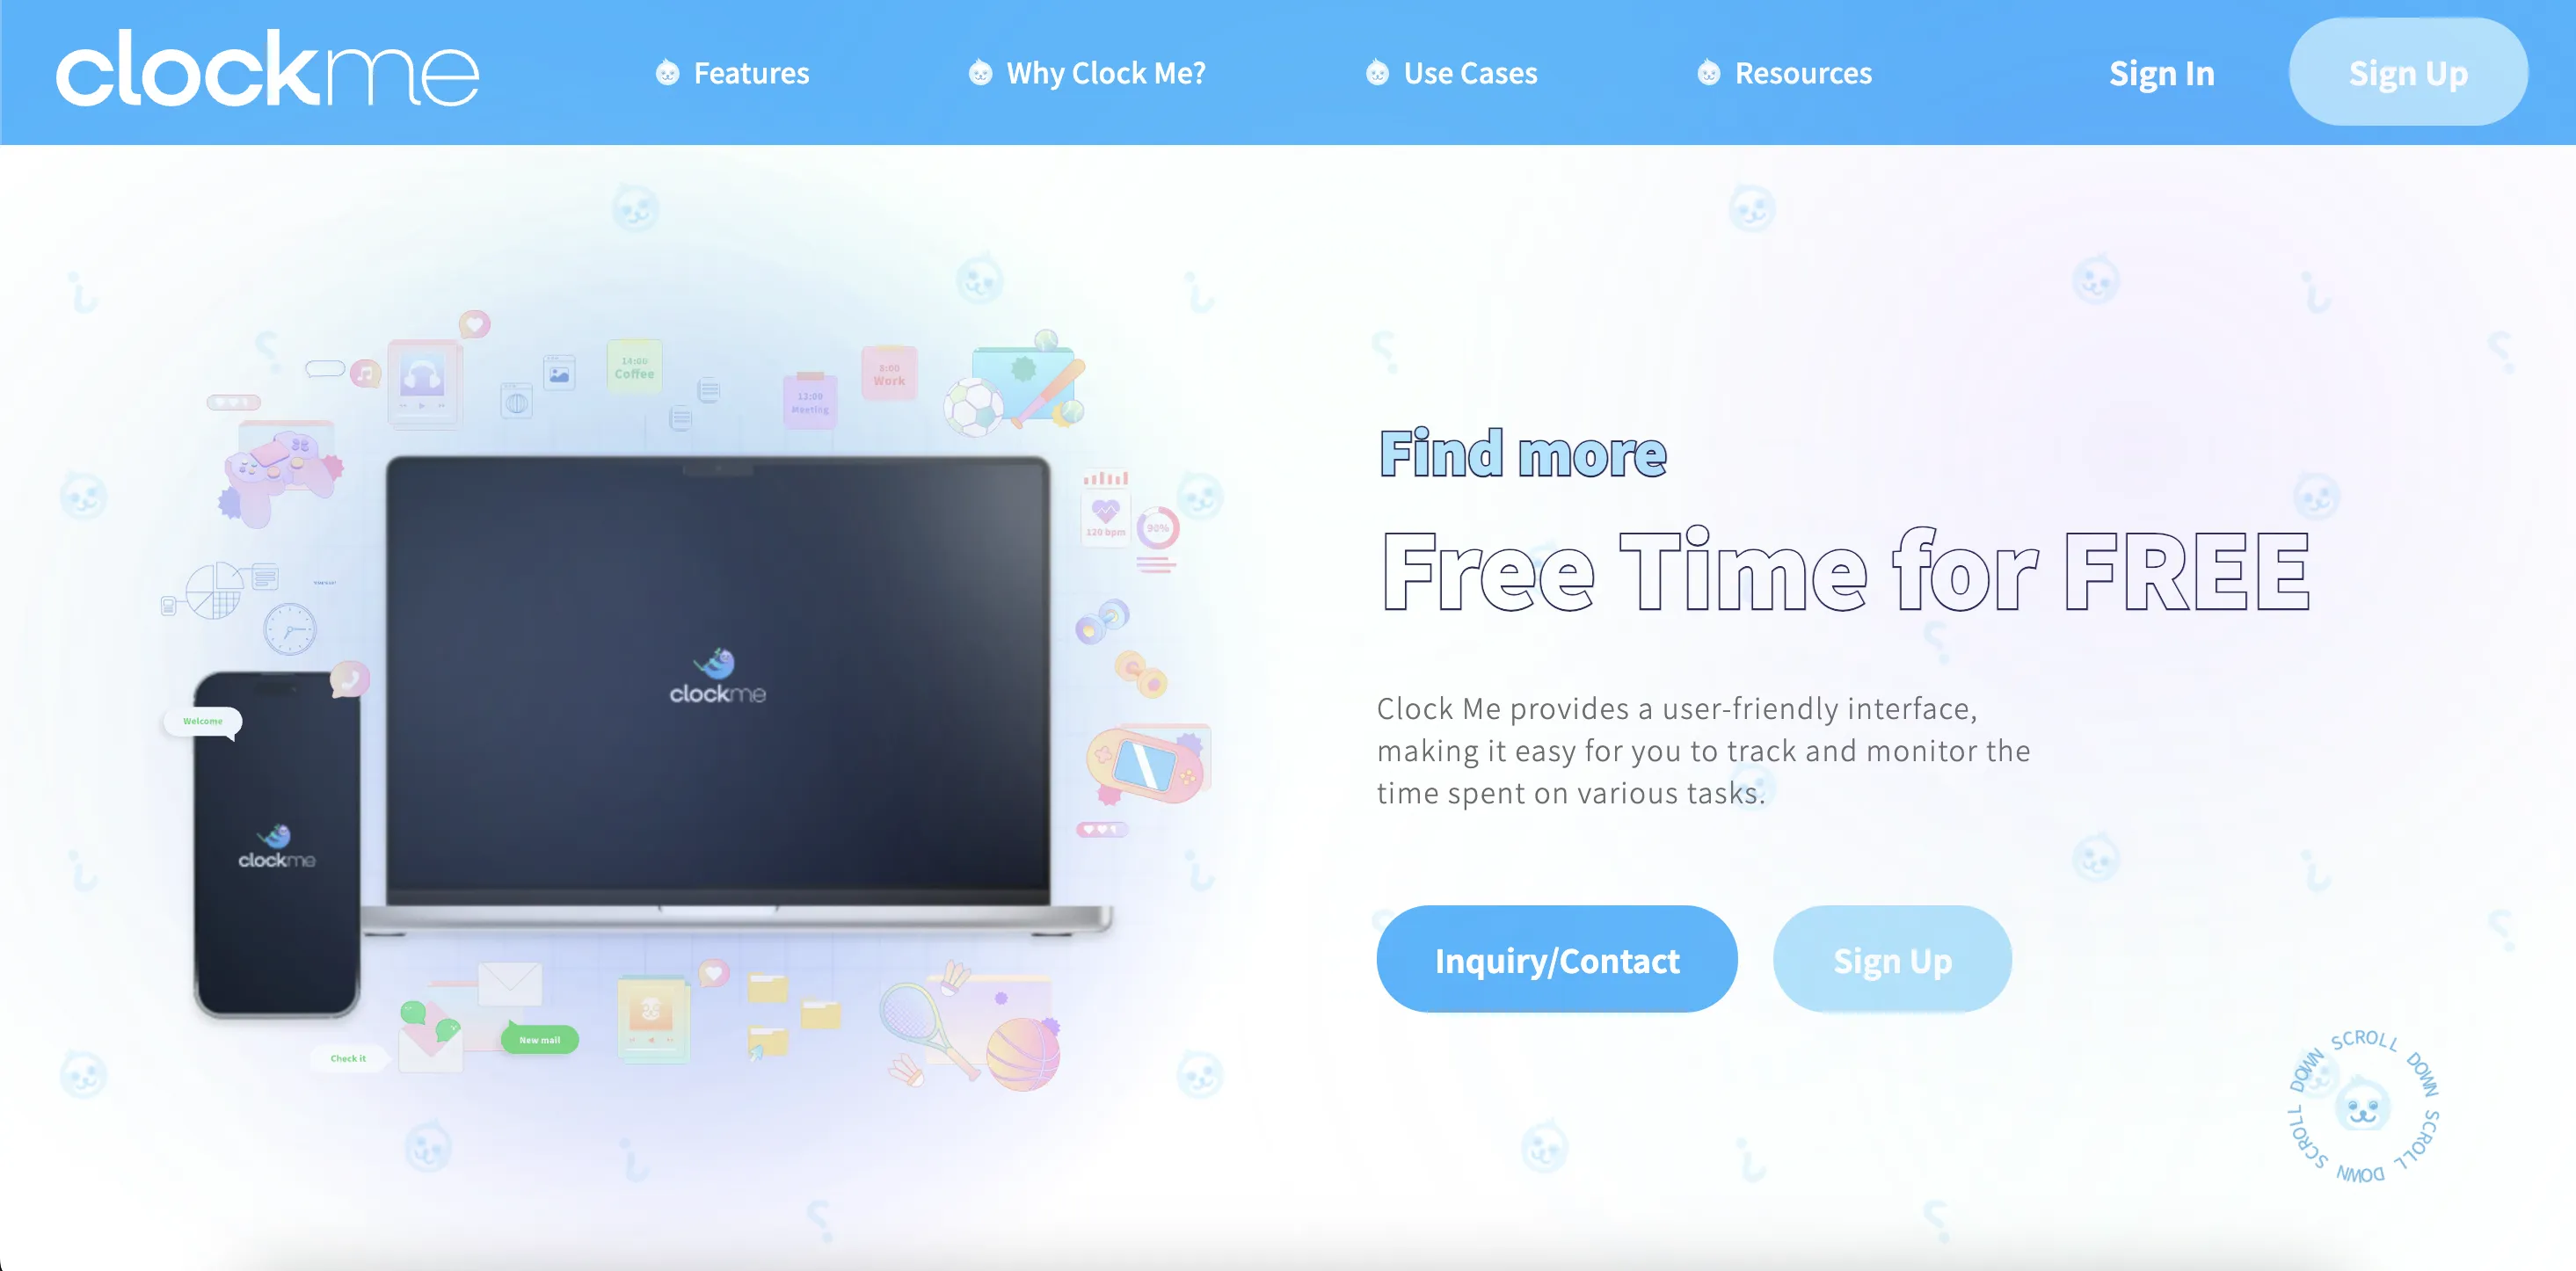 clockme
Features
Why Clock Me?
Use Cases
Resources
Sign In
Sign Up
14:00
Coffee
13:00
Meeting
8:00
Work
120 bpm
90%
clockme
Welcome
clockme
New mail
Check it
Find more
Free Time for FREE
Clock Me provides a user-friendly interface,
making it easy for you to track and monitor the
time spent on various tasks.
Inquiry/Contact
Sign Up
SCROLL DOWN SCROLL DOWN SCROLL DOWN